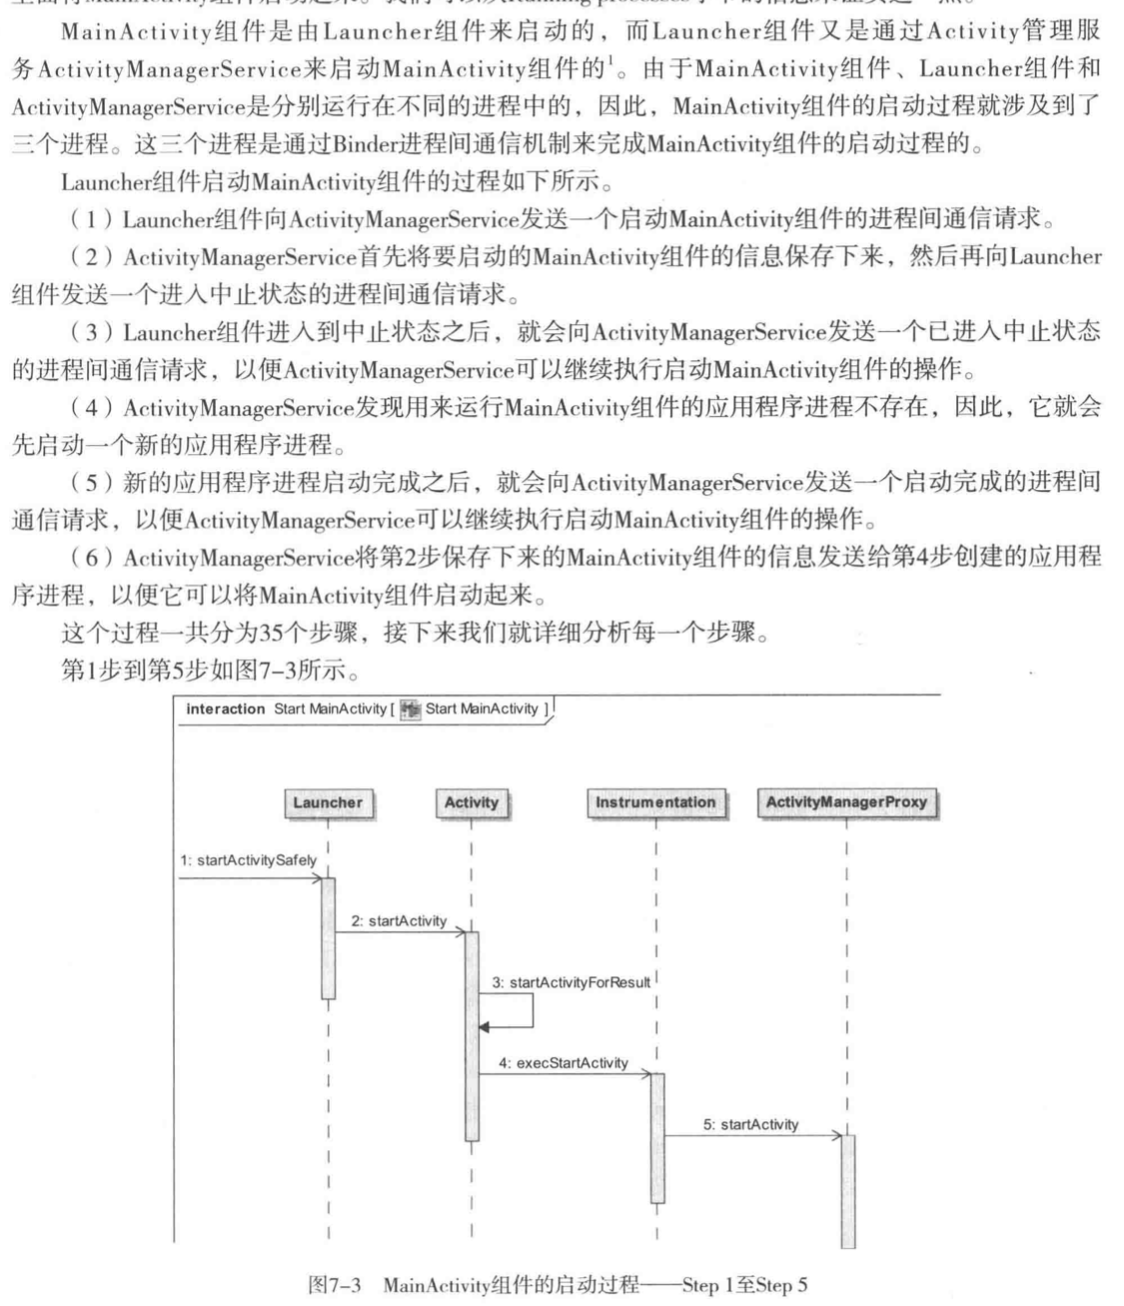 MainActivity组件是由Launcher组件来启动的，而Launcher组件又是通过Activity管理服
务ActivityManagerService来启动MainActivity组件的1。由于MainActivity组件、Launcher组件和
ActivityManagerService是分别运行在不同的进程中的，因此，MainActivity组件的启动过程就涉及到了
三个进程。这三个进程是通过Binder进程间通信机制来完成MainActivity组件的启动过程的。
Launcher组件启动MainActivity组件的过程如下所示。
（1）Launcher组件向ActivityManagerService发送一个启动MainActivity组件的进程间通信请求。
（2）ActivityManagerService首先将要启动的MainActivity组件的信息保存下来，然后再向Launcher
组件发送一个进入中止状态的进程间通信请求。
（3）Launcher组件进入到中止状态之后，就会向ActivityManagerService发送一个已进入中止状态
的进程间通信请求，以便ActivityManagerService可以继续执行启动MainActivity组件的操作。
（4）ActivityManagerService发现用来运行MainActivity组件的应用程序进程不存在，因此，它就会
先启动一个新的应用程序进程。
（5）新的应用程序进程启动完成之后，就会向ActivityManagerService发送一个启动完成的进程间
通信请求，以便ActivityManagerService可以继续执行启动MainActivity组件的操作。
（6）ActivityManagerService将第2步保存下来的MainActivity组件的信息发送给第4步创建的应用程
序进程，以便它可以将MainActivity组件启动起来。
这个过程一共分为35个步骤，接下来我们就详细分析每一个步骤。
第1步到第5步如图7-3所示。
interaction Start MainActivity [ Start MainActivity ]
Launcher Activity Instrumentation ActivityManagerProxy
1: startActivitySafely
2: startActivity
3: startActivityForResult
4: execStartActivity
5: startActivity
图7-3 MainActivity组件的启动过程——Step 1至Step 5